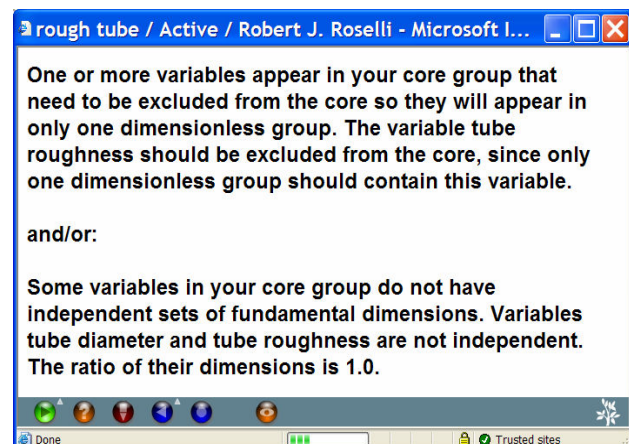 rough tube / Active / Robert J. Roselli - Microsoft I...
One or more variables appear in your core group that
need to be excluded from the core so they will appear in
only one dimensionless group. The variable tube
roughness should be excluded from the core, since only
one dimensionless group should contain this variable.
and/or:
Some variables in your core group do not have
independent sets of fundamental dimensions. Variables
tube diameter and tube roughness are not independent.
The ratio of their dimensions is 1.0.
Done Trusted sites